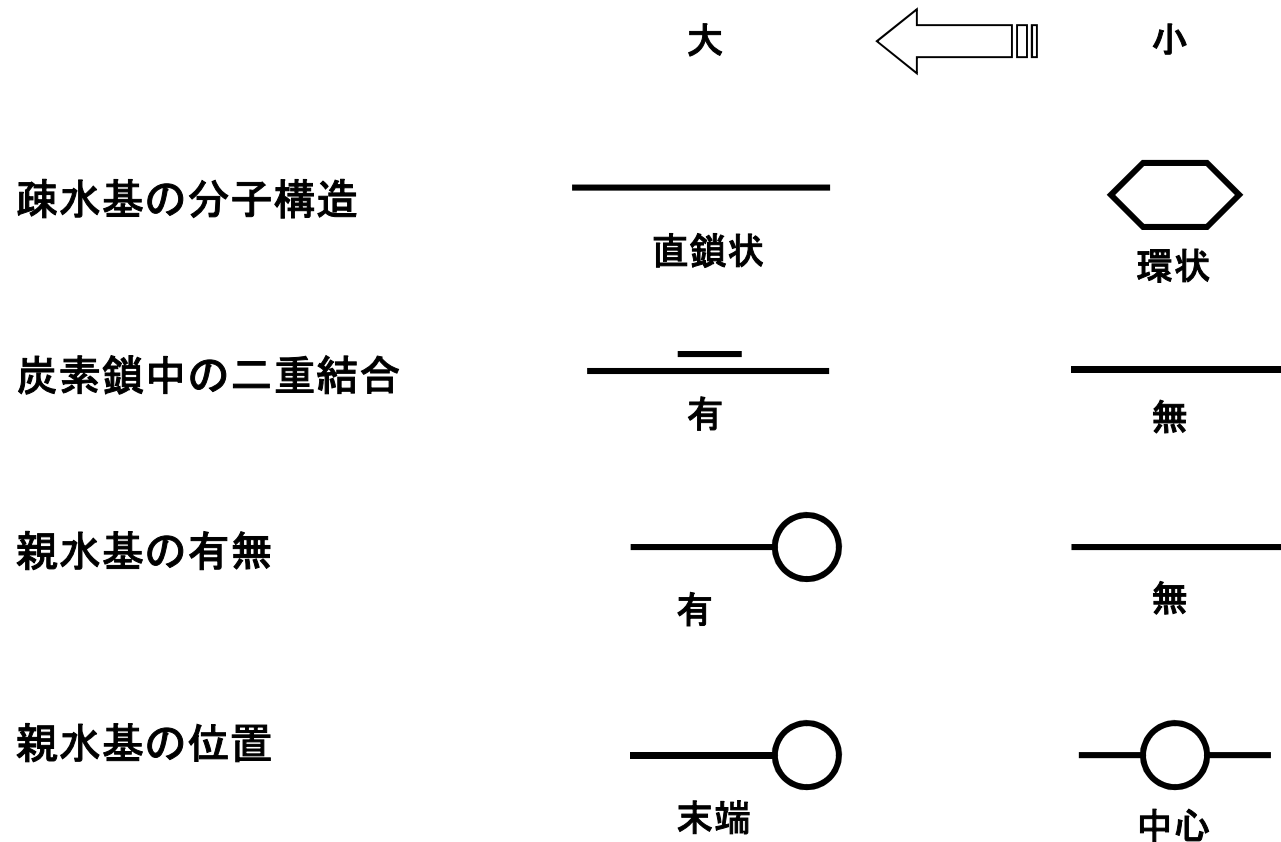 大 小
疎水基の分子構造
直鎖状 環状
炭素鎖中の二重結合
有 無
親水基の有無
有 無
親水基の位置
末端 中心